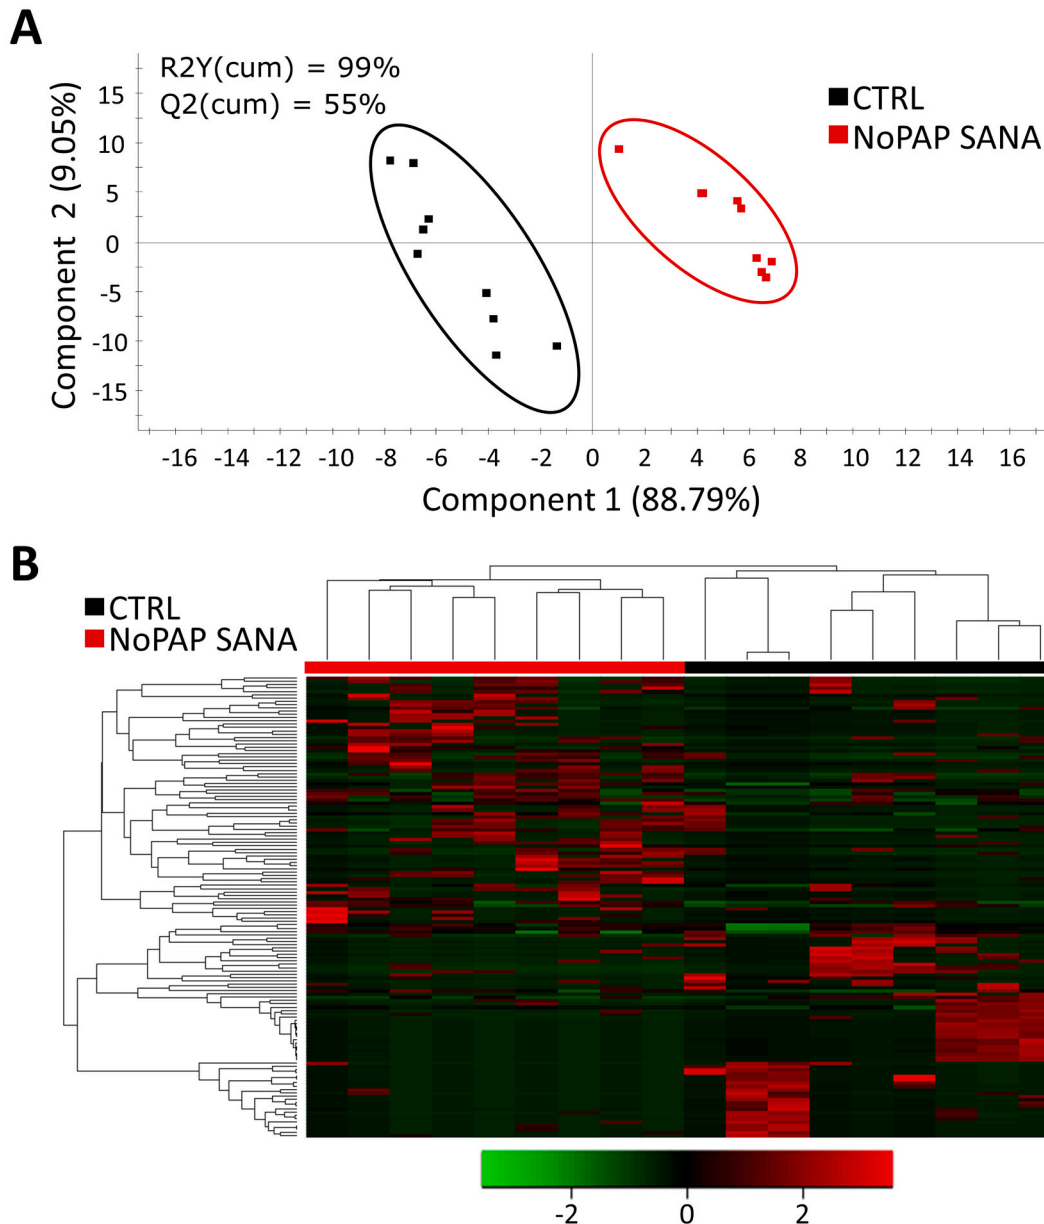 A
R2Y(cum) = 99%
Q2(cum) = 55%
CTRL
NoPAP SANA
Component 2 (9.05%)
15
10
5
0
-5
-10
-15
-16 -14 -12 -10 -8 -6 -4 -2 0 2 4 6 8 10 12 14 16
Component 1 (88.79%)
B
CTRL
NoPAP SANA
-2 0 2